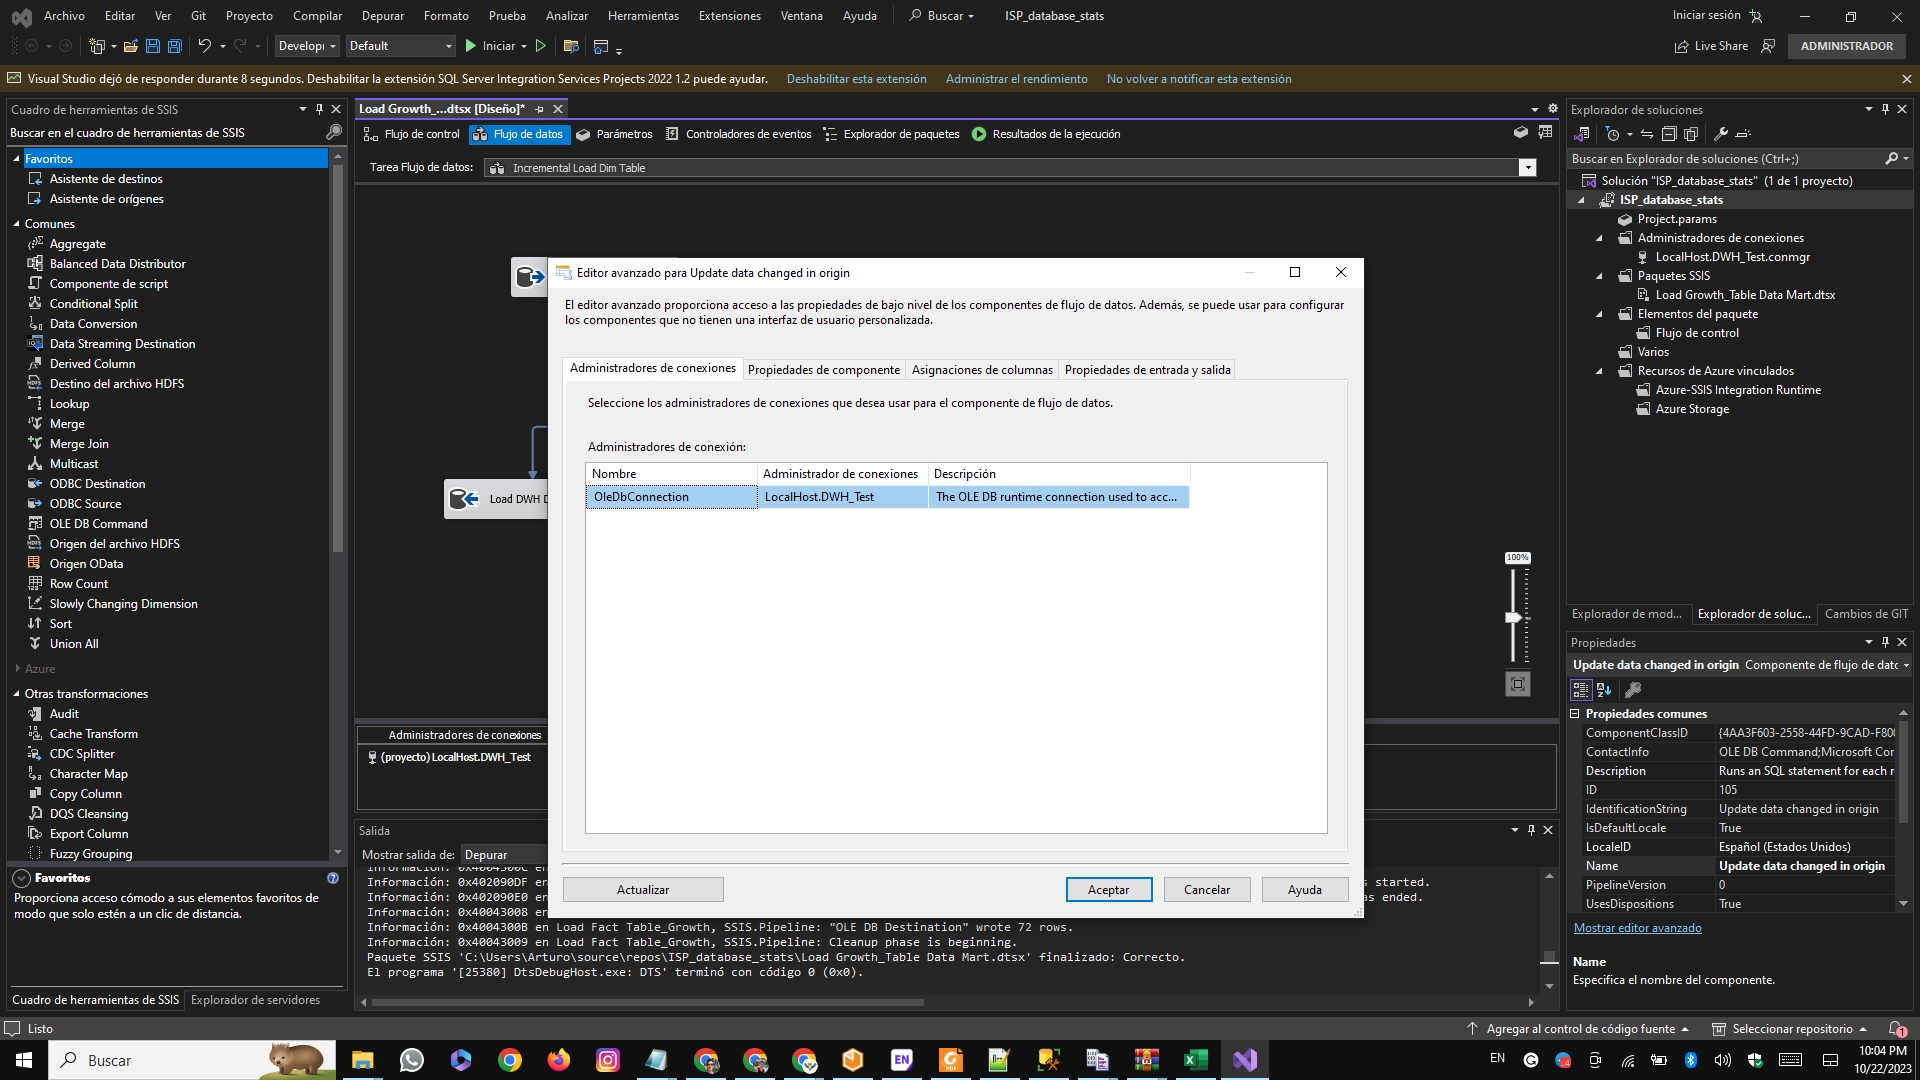 Archivo Editar Ver Git Proyecto Compilar Depurar Formato Prueba Analizar Herramientas Extensiones Ventana Ayuda Buscar ISP_database_stats Iniciar sesión
Default Iniciar Live Share ADMINISTRADOR
Visual Studio dejó de responder durante 8 segundos. Deshabilitar la extensión SQL Server Integration Services Projects 2022 1.2 puede ayudar. Deshabilitar esta extensión Administrar el rendimiento No volver a notificar esta extensión
Cuadro de herramientas de SSIS
Buscar en el cuadro de herramientas de SSIS
Favoritos
Asistente de destinos
Asistente de orígenes
Comunes
Aggregate
Balanced Data Distributor
Componente de script
Conditional Split
Data Conversion
Data Streaming Destination
Derived Column
Destino del archivo HDFS
Lookup
Merge
Merge Join
Multicast
ODBC Destination
ODBC Source
OLE DB Command
Origen del archivo HDFS
Origen OData
Row Count
Slowly Changing Dimension
Sort
Union All
Azure
Otras transformaciones
Audit
Cache Transform
CDC Splitter
Character Map
Copy Column
DQS Cleansing
Export Column
Fuzzy Grouping
Favoritos
Proporciona acceso cómodo a sus elementos favoritos de
modo que solo estén a un clic de distancia.
Cuadro de herramientas de SSIS Explorador de servidores
Load Growth_...dtsx [Diseño]*
Flujo de control Flujo de datos Parámetros Controladores de eventos Explorador de paquetes Resultados de la ejecución
Tarea Flujo de datos: Incremental Load Dim Table
Load DWH
100%
Editor avanzado para Update data changed in origin
El editor avanzado proporciona acceso a las propiedades de bajo nivel de los componentes de flujo de datos. Además, se puede usar para configurar
los componentes que no tienen una interfaz de usuario personalizada.
Administradores de conexiones Propiedades de componente Asignaciones de columnas Propiedades de entrada y salida
Seleccione los administradores de conexiones que desea usar para el componente de flujo de datos.
Administradores de conexión:
Nombre Administrador de conexiones Descripción
OleDbConnection LocalHost.DWH_Test The OLE DB runtime connection used to acc...
Actualizar Aceptar Cancelar Ayuda
Administradores de conexiones
(proyecto) LocalHost.DWH_Test
Salida
Mostrar salida de: Depurar
Información: 0x4004300C en
Información: 0x402090DF en s started.
Información: 0x402090E0 en as ended.
Información: 0x40043008 en
Información: 0x4004300B en Load Fact Table_Growth, SSIS.Pipeline: "OLE DB Destination" wrote 72 rows.
Información: 0x40043009 en Load Fact Table_Growth, SSIS.Pipeline: Cleanup phase is beginning.
Paquete SSIS 'C:\Users\Arturo\source\repos\ISP_database_stats\Load Growth_Table Data Mart.dtsx' finalizado: Correcto.
El programa '[25380] DtsDebugHost.exe: DTS' terminó con código 0 (0x0).
Explorador de soluciones
Buscar en Explorador de soluciones (Ctrl+;)
Solución "ISP_database_stats" (1 de 1 proyecto)
ISP_database_stats
Project.params
Administradores de conexiones
LocalHost.DWH_Test.conmgr
Paquetes SSIS
Load Growth_Table Data Mart.dtsx
Elementos del paquete
Flujo de control
Varios
Recursos de Azure vinculados
Azure-SSIS Integration Runtime
Azure Storage
Explorador de mod... Explorador de soluc... Cambios de GIT
Propiedades
Update data changed in origin Componente de flujo de datc
Propiedades comunes
ComponentClassID {4AA3F603-2558-44FD-9CAD-F800
ContactInfo OLE DB Command;Microsoft Cor
Description Runs an SQL statement for each r
ID 105
IdentificationString Update data changed in origin
IsDefaultLocale True
LocaleID Español (Estados Unidos)
Name Update data changed in origin
PipelineVersion 0
UsesDispositions True
Mostrar editor avanzado
Name
Especifica el nombre del componente.
Listo Agregar al control de código fuente Seleccionar repositorio 1
Buscar EN EN 10:04 PM
10/22/2023